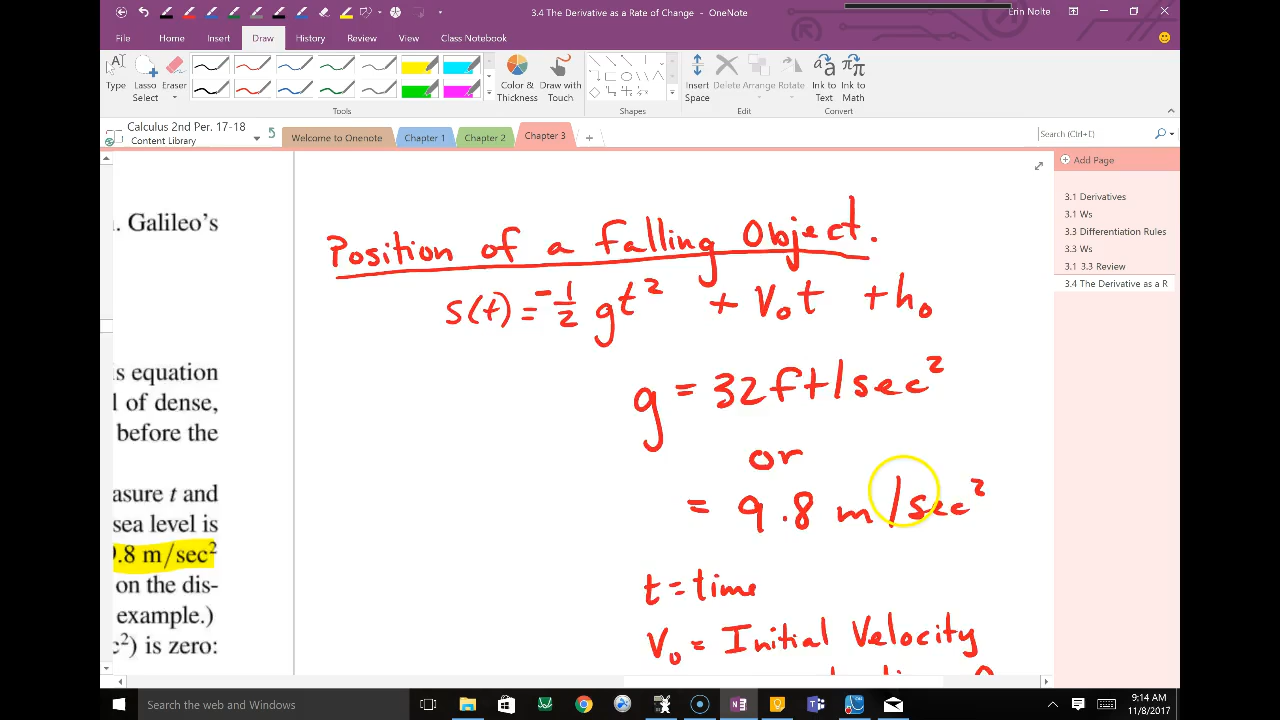 3.4 The Derivative as a Rate of Change - OneNote
Erin Nolte
File Home Insert Draw History Review View Class Notebook
Type
Lasso Select
Eraser
Color & Thickness
Draw with Touch
Insert Space
Delete
Arrange
Rotate
Ink to Text
Ink to Math
Tools
Shapes
Edit
Convert
Calculus 2nd Per. 17-18
Content Library
Welcome to Onenote Chapter 1 Chapter 2 Chapter 3
Search (Ctrl+E)
Add Page
3.1 Derivatives
3.1 Ws
3.3 Differentiation Rules
3.3 Ws
3.1 3.3 Review
3.4 The Derivative as a R
. Galileo's
is equation
l of dense,
before the
asure t and
sea level is
9.8 m/sec²
on the dis-
example.)
c²) is zero:
Position of a falling Object.
s(t) = -1/2 gt² + V₀t + h₀
g = 32ft/sec²
or
= 9.8 m/sec²
t = time
V₀ = Initial Velocity
Search the web and Windows
9:14 AM
11/8/2017